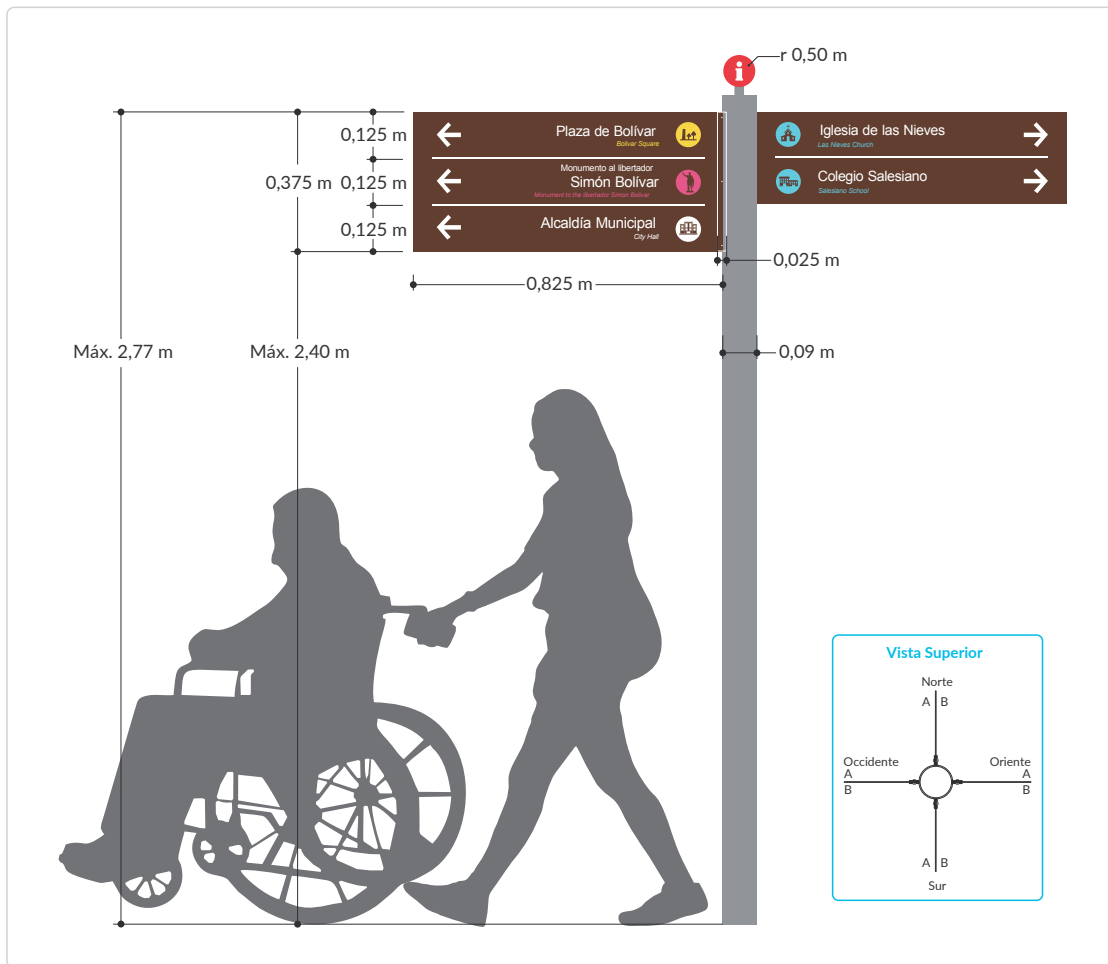 r 0,50 m
0,125 m
0,375 m
0,125 m
0,125 m
Plaza de Bolívar
Bolívar Square
Monumento al libertador
Simón Bolívar
Monument to the libertador Simón Bolívar
Alcaldía Municipal
City Hall
Iglesia de las Nieves
Las Nieves Church
Colegio Salesiano
Salesiano School
0,025 m
0,825 m
Máx. 2,77 m
Máx. 2,40 m
0,09 m
Vista Superior
Norte
A B
Occidente
A
B
Oriente
A
B
A B
Sur